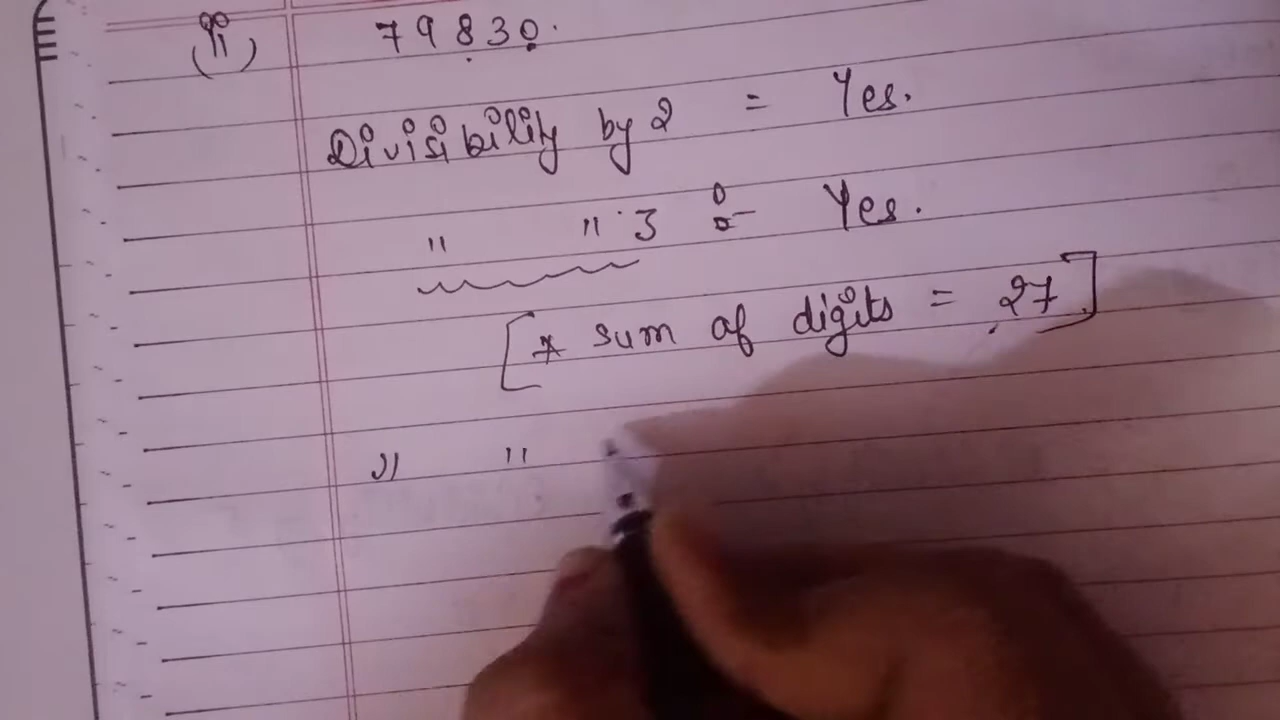 (ii) 79830.
Divisibility by 2 = Yes.
" " 3 :- Yes.
[* sum of digits = 27]
" "